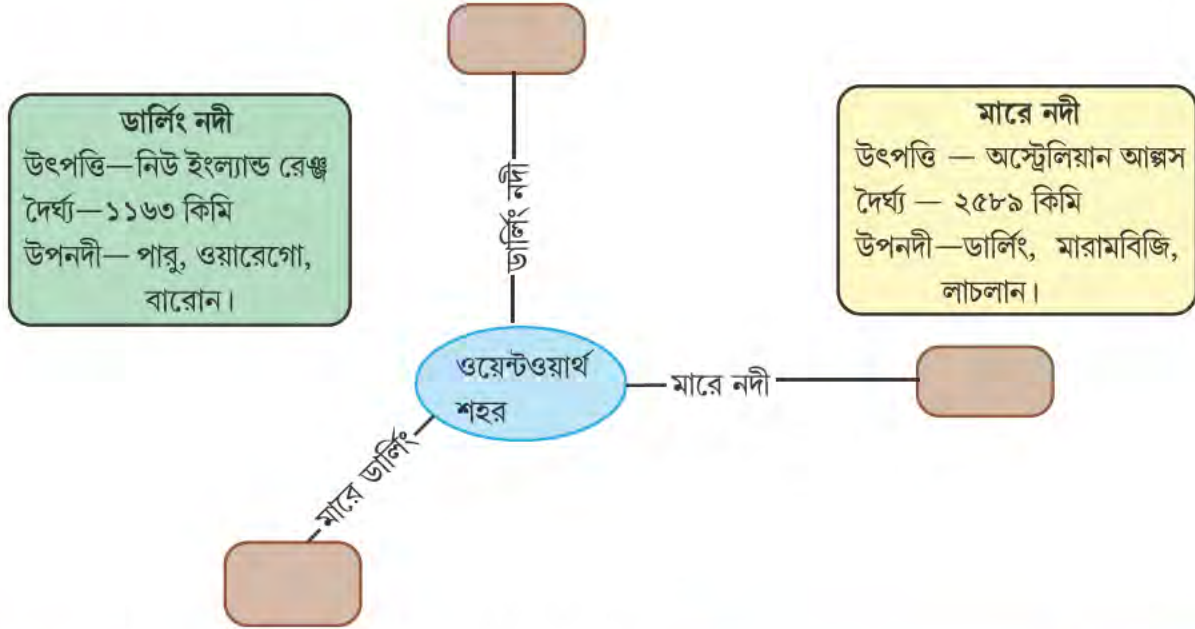 ডার্লিং নদী
উৎপত্তি—নিউ ইংল্যান্ড রেঞ্জ
দৈর্ঘ্য—১১৬৩ কিমি
উপনদী— পারু, ওয়ারেগো,
বারোন।
মারে নদী
উৎপত্তি — অস্ট্রেলিয়ান আল্পস
দৈর্ঘ্য — ২৫৮৯ কিমি
উপনদী—ডার্লিং, মারামবিজি,
লাচলান।
ডার্লিং নদী
ওয়েন্টওয়ার্থ
শহর
মারে নদী
মারে ডার্লিং